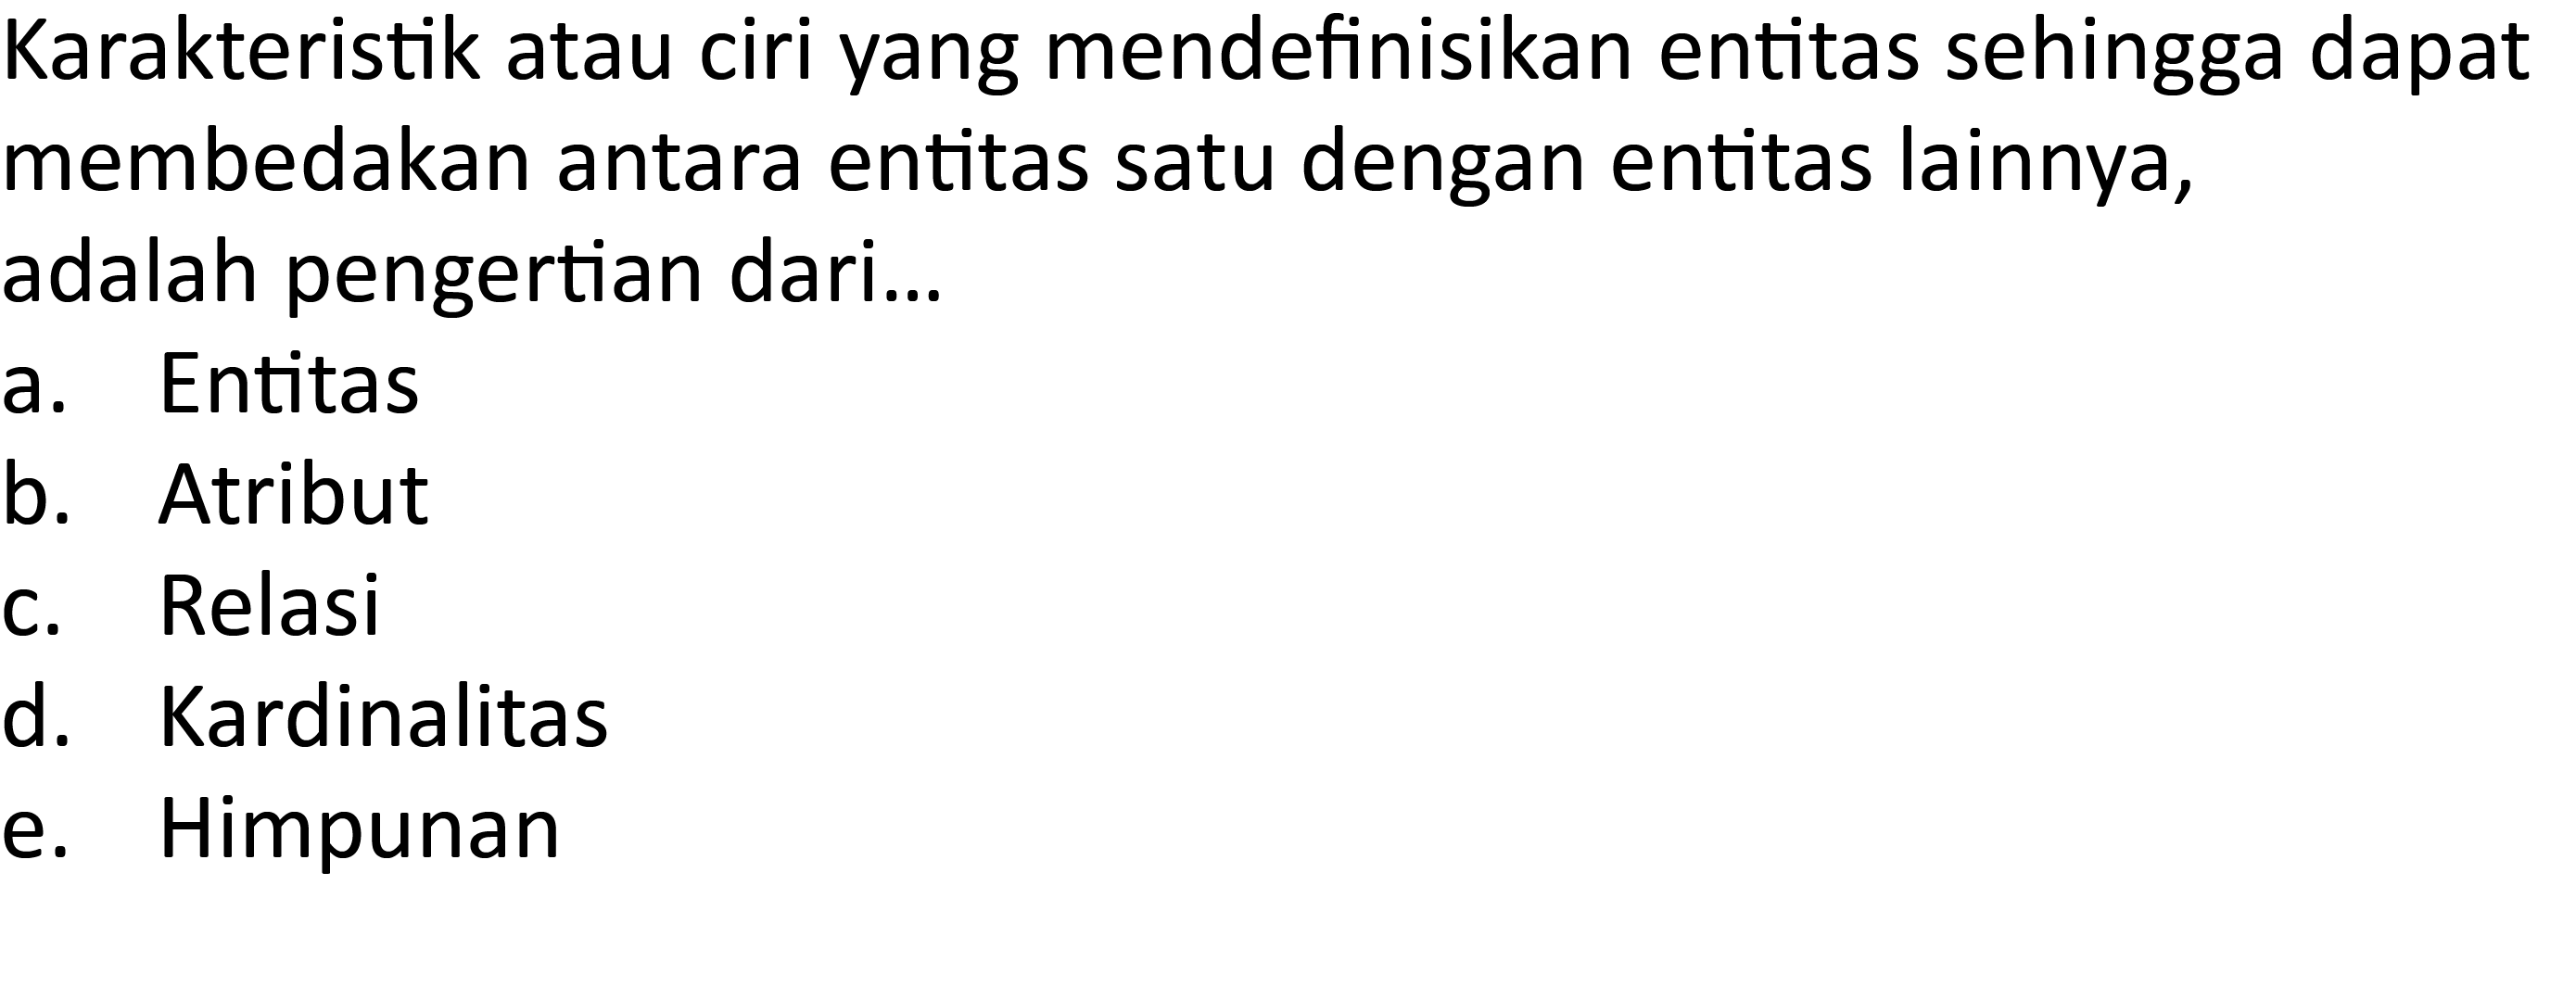 Karakteristik atau ciri yang mendefinisikan entitas sehingga dapat
membedakan antara entitas satu dengan entitas lainnya,
adalah pengertian dari...
a. Entitas
b. Atribut
c. Relasi
d. Kardinalitas
e. Himpunan